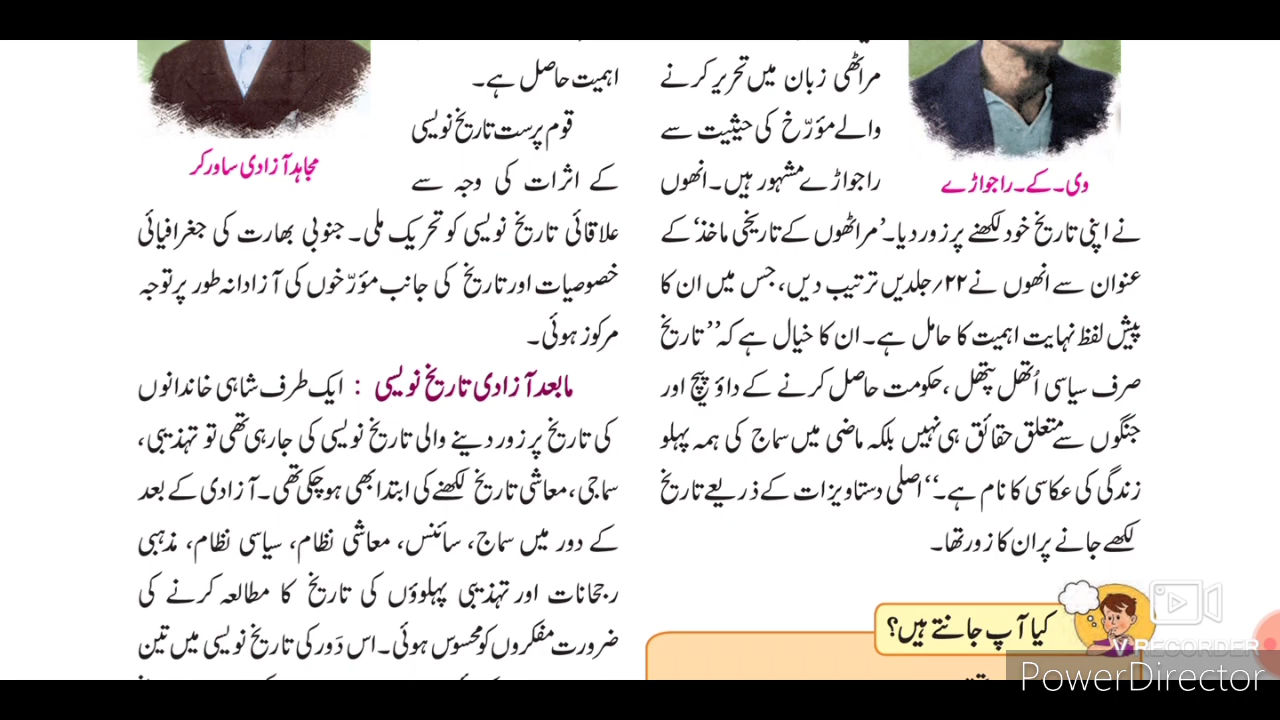 مراٹھی زبان میں تحریر کرنے
والے مؤرّخ کی حیثیت سے
راجواڑے مشہور ہیں۔ انھوں
وی۔ کے۔ راجواڑے
نے اپنی تاریخ خود لکھنے پر زور دیا۔ ’مراٹھوں کے تاریخی ماخذ‘ کے
عنوان سے انھوں نے ۲۲؍ جلدیں ترتیب دیں، جس میں ان کا
پیش لفظ نہایت اہمیت کا حامل ہے۔ ان کا خیال ہے کہ ’’تاریخ
صرف سیاسی اُتھل پتھل، حکومت حاصل کرنے کے داؤ پیچ اور
جنگوں سے متعلق حقائق ہی نہیں بلکہ ماضی میں سماج کی ہمہ پہلو
زندگی کی عکاسی کا نام ہے۔‘‘ اصلی دستاویزات کے ذریعے تاریخ
لکھے جانے پر ان کا زور تھا۔
کیا آپ جانتے ہیں؟
اہمیت حاصل ہے۔
قوم پرست تاریخ نویسی
کے اثرات کی وجہ سے
مجاہد آزادی ساورکر
علاقائی تاریخ نویسی کو تحریک ملی۔ جنوبی بھارت کی جغرافیائی
خصوصیات اور تاریخ کی جانب مؤرّخوں کی آزادانہ طور پر توجہ
مرکوز ہوئی۔
مابعد آزادی تاریخ نویسی : ایک طرف شاہی خاندانوں
کی تاریخ پر زور دینے والی تاریخ نویسی کی جارہی تھی تو تہذیبی،
سماجی، معاشی تاریخ لکھنے کی ابتدا بھی ہوچکی تھی۔ آزادی کے بعد
کے دور میں سماج، سائنس، معاشی نظام، سیاسی نظام، مذہبی
رجحانات اور تہذیبی پہلوؤں کی تاریخ کا مطالعہ کرنے کی
ضرورت مفکروں کو محسوس ہوئی۔ اس دَور کی تاریخ نویسی میں تین
V RECORDER
PowerDirector